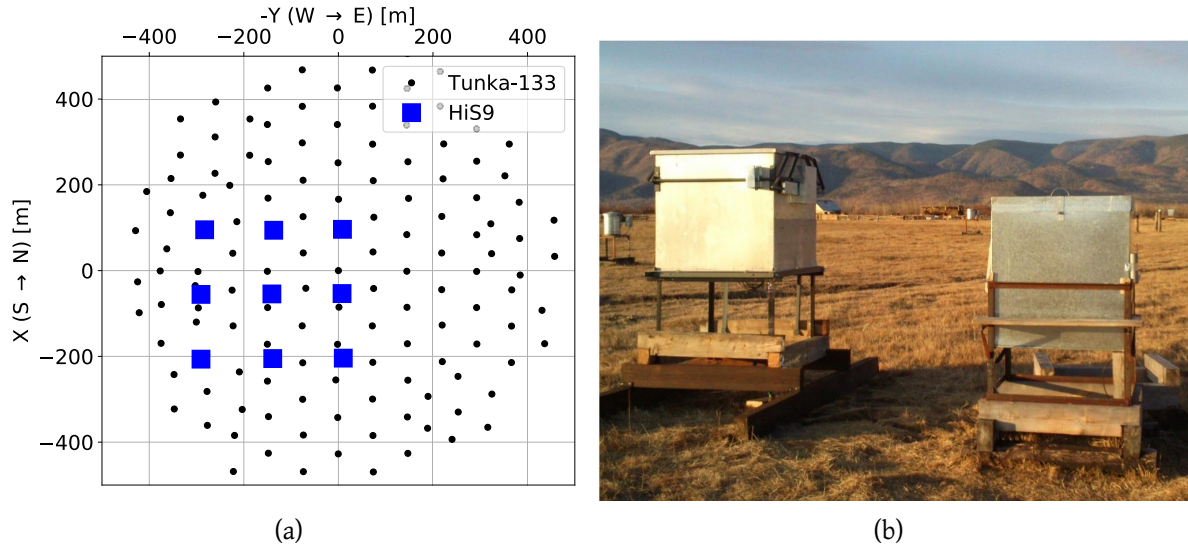 -Y (W → E) [m]
−400 −200 0 200 400
Tunka-133
HiS9
X (S → N) [m]
400
200
0
−200
−400
(a)
(b)